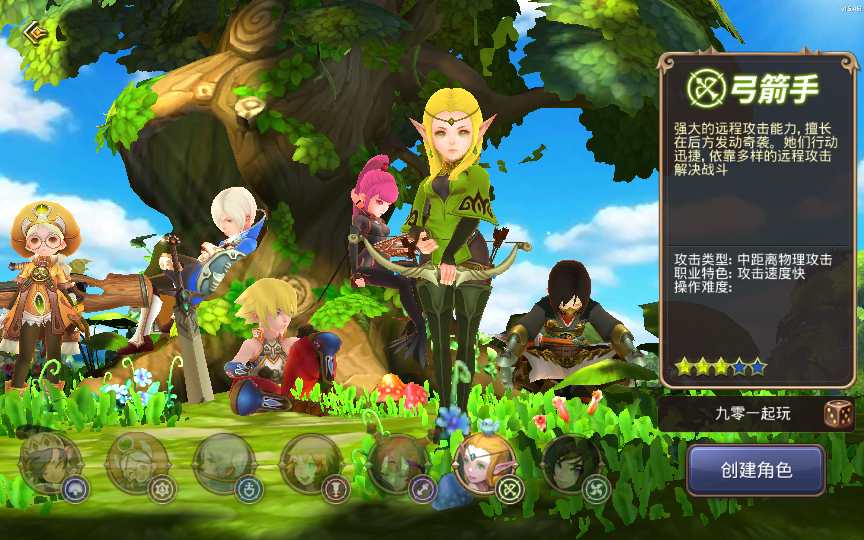 弓箭手
强大的远程攻击能力, 擅长
在后方发动奇袭。她们行动
迅捷, 依靠多样的远程攻击
解决战斗
攻击类型: 中距离物理攻击
职业特色: 攻击速度快
操作难度:
九零一起玩
创建角色